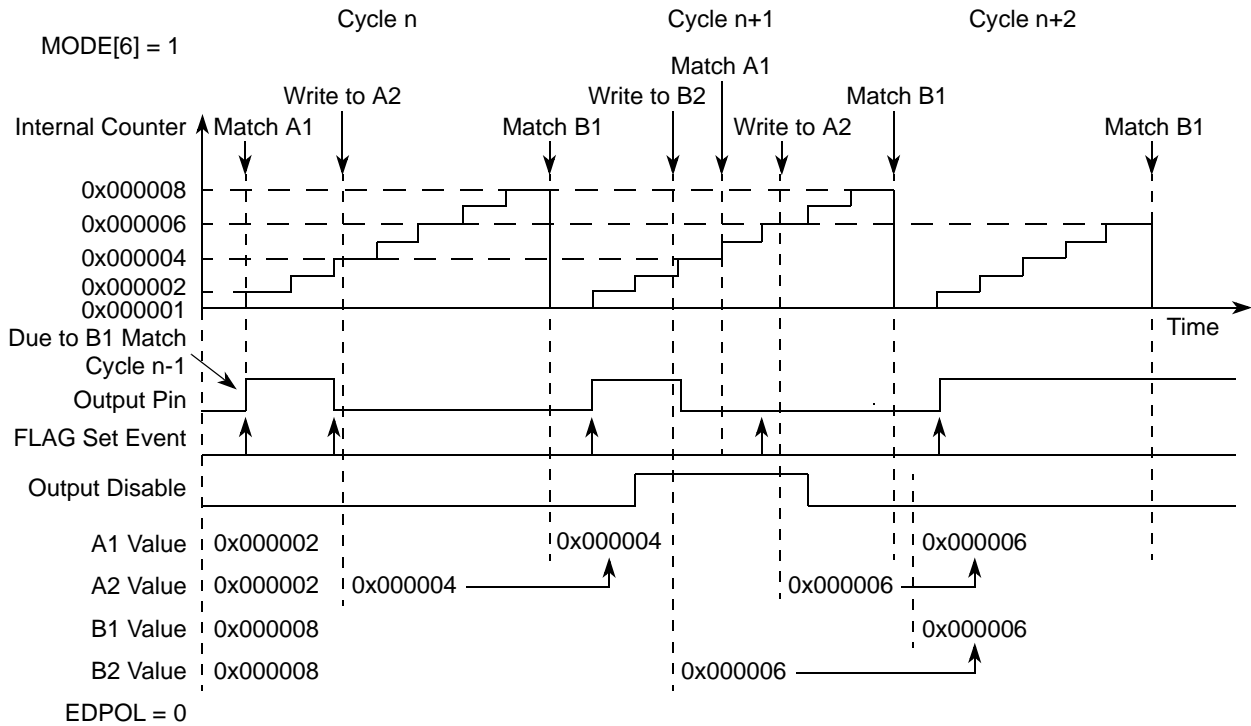 Cycle n Cycle n+1 Cycle n+2
MODE[6] = 1
Match A1
Write to A2 Write to B2 Match B1
Internal Counter Match A1 Match B1 Write to A2 Match B1
0x000008
0x000006
0x000004
0x000002
0x000001
Time
Due to B1 Match
Cycle n-1
Output Pin
FLAG Set Event
Output Disable
A1 Value 0x000002 0x000004 0x000006
A2 Value 0x000002 0x000004 0x000006
B1 Value 0x000008 0x000006
B2 Value 0x000008 0x000006
EDPOL = 0